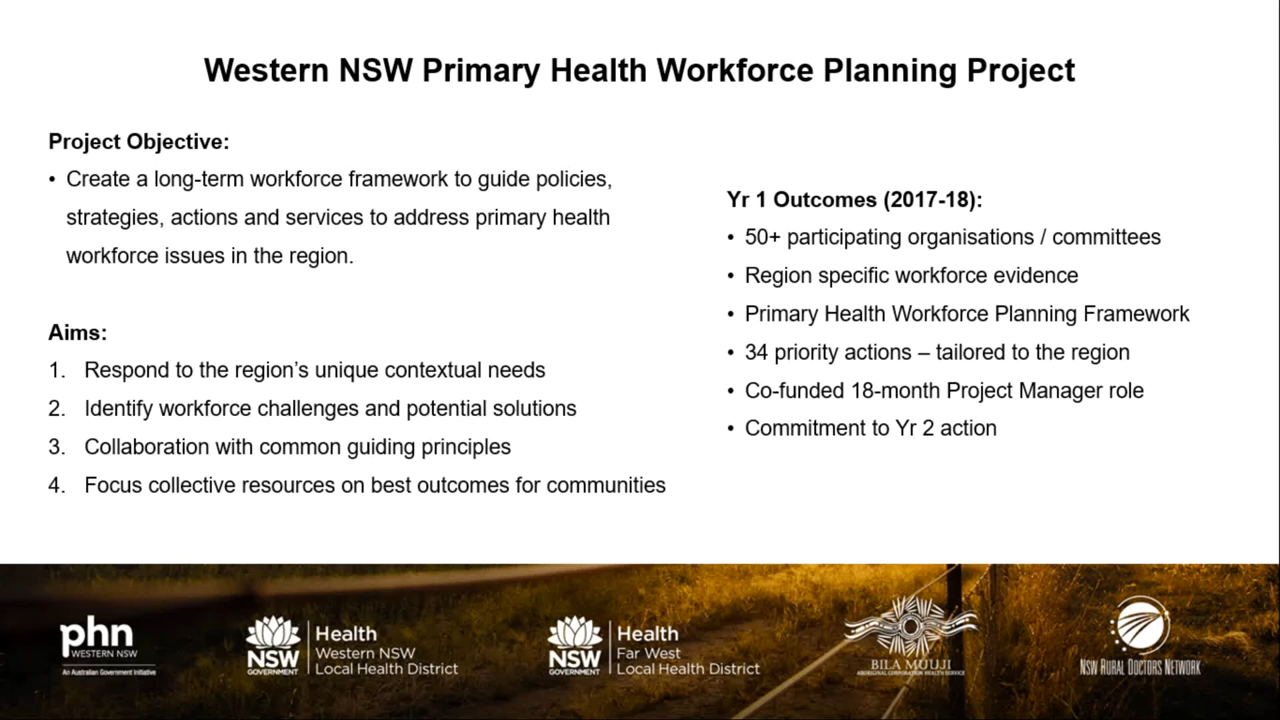 Western NSW Primary Health Workforce Planning Project
Project Objective:
• Create a long-term workforce framework to guide policies,
strategies, actions and services to address primary health
workforce issues in the region.
Aims:
1. Respond to the region’s unique contextual needs
2. Identify workforce challenges and potential solutions
3. Collaboration with common guiding principles
4. Focus collective resources on best outcomes for communities
Yr 1 Outcomes (2017-18):
• 50+ participating organisations / committees
• Region specific workforce evidence
• Primary Health Workforce Planning Framework
• 34 priority actions – tailored to the region
• Co-funded 18-month Project Manager role
• Commitment to Yr 2 action
phn
WESTERN NSW
An Australian Government Initiative
NSW
GOVERNMENT
Health
Western NSW
Local Health District
NSW
GOVERNMENT
Health
Far West
Local Health District
BILA MUUJI
ABORIGINAL CORPORATION HEALTH SERVICE
NSW RURAL DOCTORS NETWORK